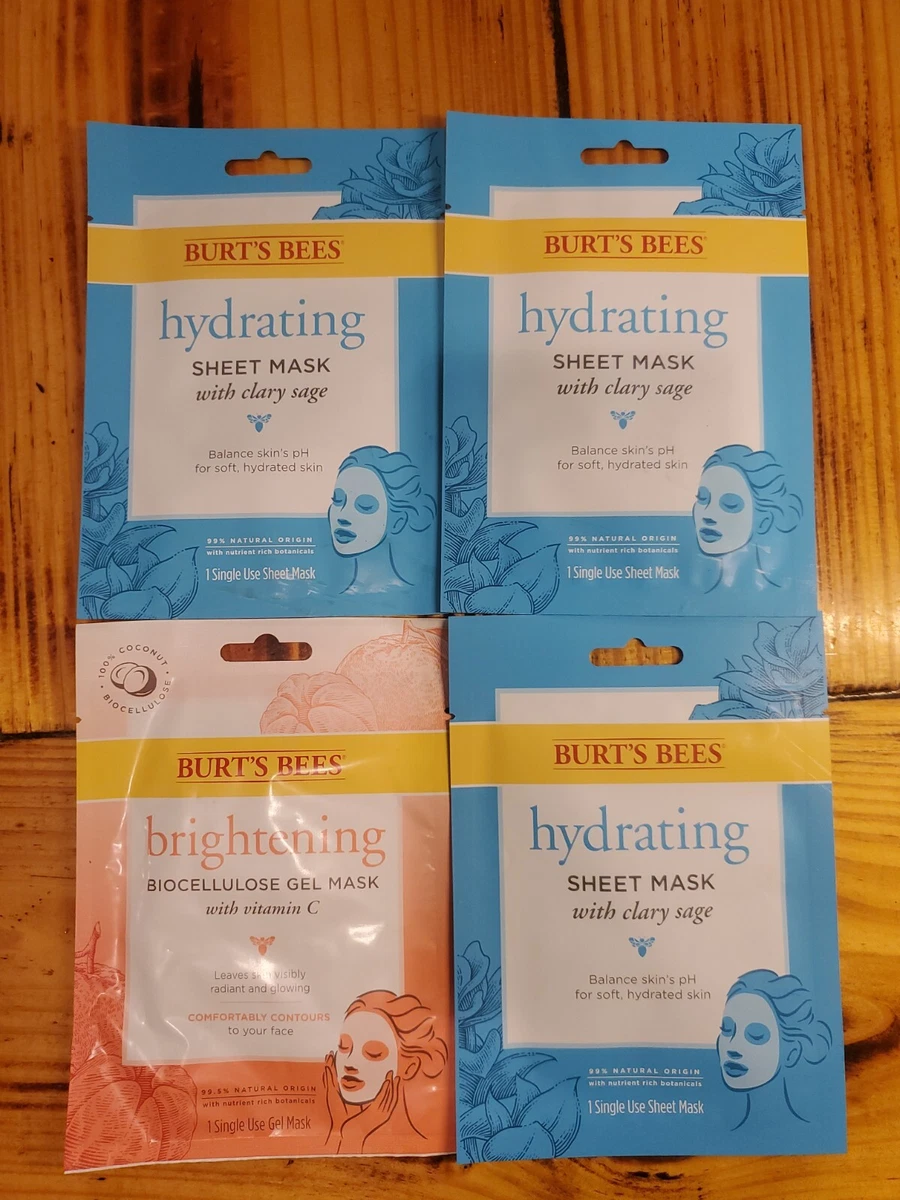 BURT'S BEES®
hydrating
SHEET MASK
with clary sage
Balance skin's pH
for soft, hydrated skin
99% NATURAL ORIGIN
with nutrient rich botanicals
1 Single Use Sheet Mask
BURT'S BEES®
hydrating
SHEET MASK
with clary sage
Balance skin's pH
for soft, hydrated skin
99% NATURAL ORIGIN
with nutrient rich botanicals
1 Single Use Sheet Mask
100% COCONUT
BIOCELLULOSE
BURT'S BEES®
brightening
BIOCELLULOSE GEL MASK
with vitamin C
Leaves skin visibly
radiant and glowing
COMFORTABLY CONTOURS
to your face
99.5% NATURAL ORIGIN
with nutrient rich botanicals
1 Single Use Gel Mask
BURT'S BEES®
hydrating
SHEET MASK
with clary sage
Balance skin's pH
for soft, hydrated skin
99% NATURAL ORIGIN
with nutrient rich botanicals
1 Single Use Sheet Mask